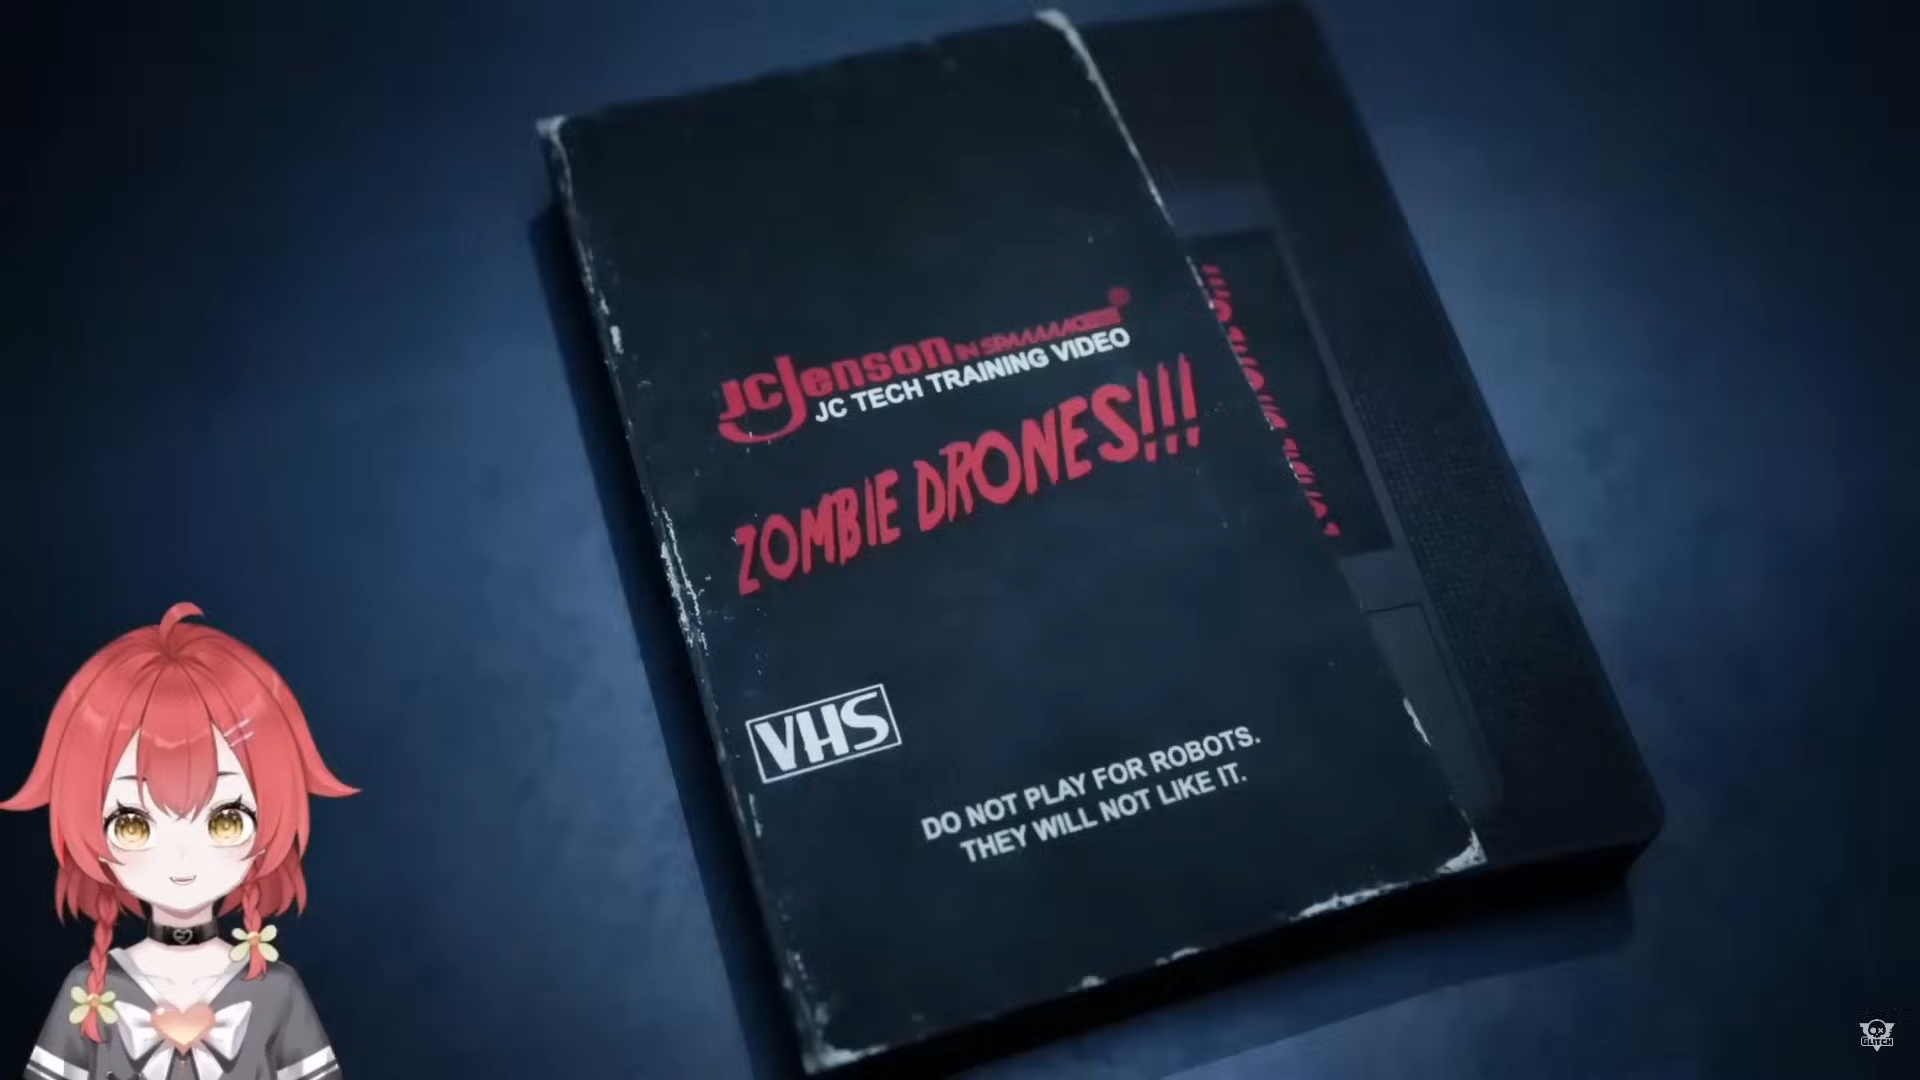 JCJenson IN SPAAAAACE!!!
JC TECH TRAINING VIDEO
ZOMBIE DRONES!!!
VHS
DO NOT PLAY FOR ROBOTS.
THEY WILL NOT LIKE IT.
GLITCH